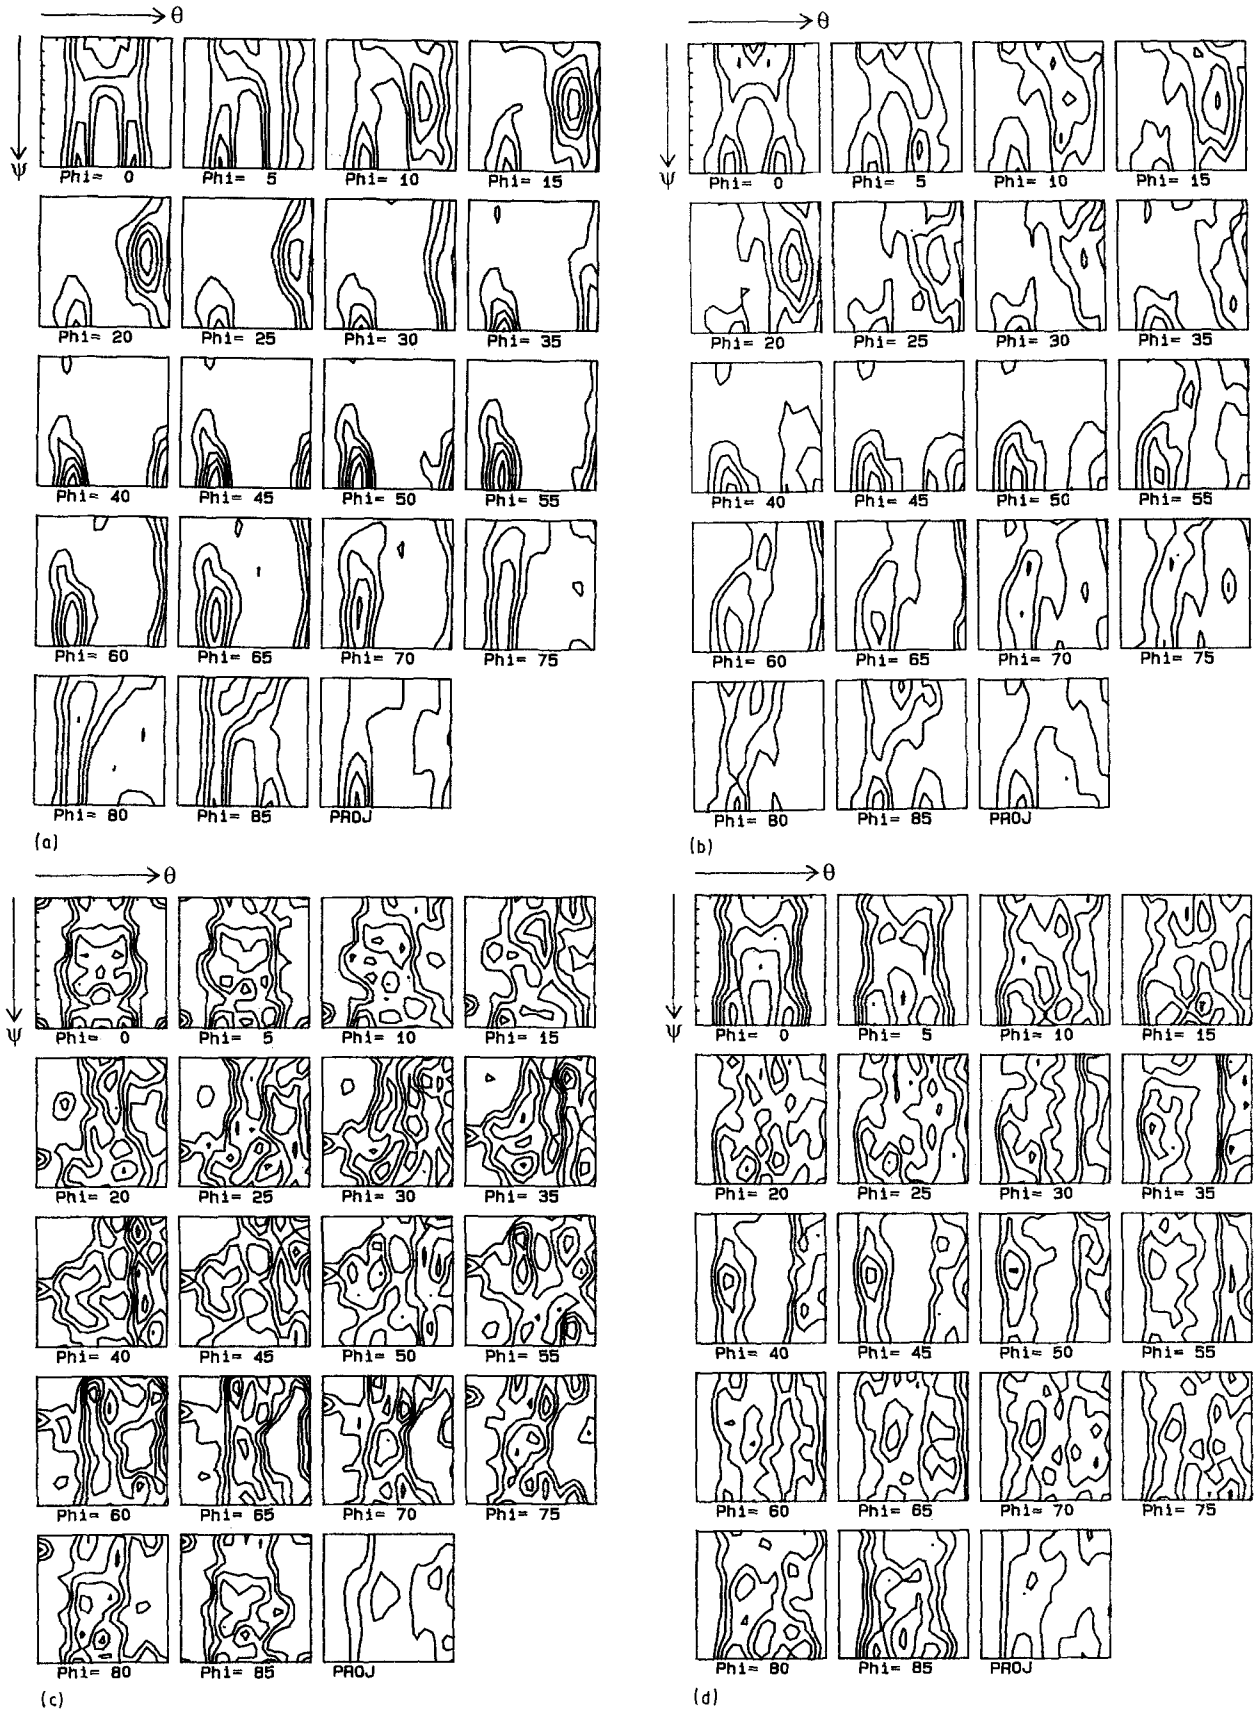 θ
ψ
Phi= 0
Phi= 5
Phi= 10
Phi= 15
Phi= 20
Phi= 25
Phi= 30
Phi= 35
Phi= 40
Phi= 45
Phi= 50
Phi= 55
Phi= 60
Phi= 65
Phi= 70
Phi= 75
Phi= 80
Phi= 85
PROJ
(a)
θ
ψ
Phi= 0
Phi= 5
Phi= 10
Phi= 15
Phi= 20
Phi= 25
Phi= 30
Phi= 35
Phi= 40
Phi= 45
Phi= 50
Phi= 55
Phi= 60
Phi= 65
Phi= 70
Phi= 75
Phi= 80
Phi= 85
PROJ
(b)
θ
ψ
Phi= 0
Phi= 5
Phi= 10
Phi= 15
Phi= 20
Phi= 25
Phi= 30
Phi= 35
Phi= 40
Phi= 45
Phi= 50
Phi= 55
Phi= 60
Phi= 65
Phi= 70
Phi= 75
Phi= 80
Phi= 85
PROJ
(c)
θ
ψ
Phi= 0
Phi= 5
Phi= 10
Phi= 15
Phi= 20
Phi= 25
Phi= 30
Phi= 35
Phi= 40
Phi= 45
Phi= 50
Phi= 55
Phi= 60
Phi= 65
Phi= 70
Phi= 75
Phi= 80
Phi= 85
PROJ
(d)